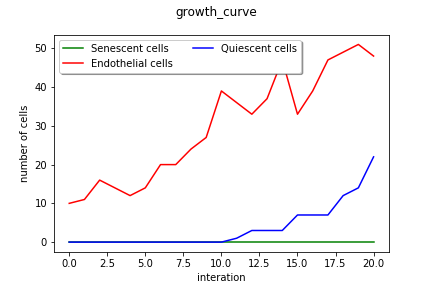 growth_curve
Senescent cells
Quiescent cells
Endothelial cells
number of cells
50
40
30
20
10
0
0.0 2.5 5.0 7.5 10.0 12.5 15.0 17.5 20.0
interation